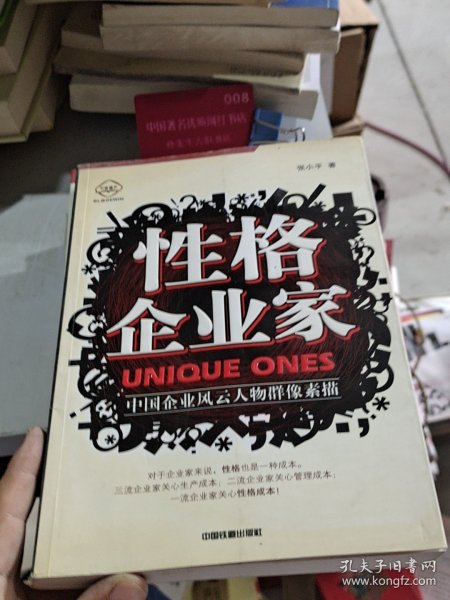 008
中国著名优质网红书店
张小平 著
性格
企业家
UNIQUE ONES
中国企业风云人物群像素描
对于企业家来说，性格也是一种成本。
三流企业家关心生产成本；二流企业家关心管理成本；
一流企业家关心性格成本！
中国铁道出版社
孔夫子旧书网
www.kongfz.com